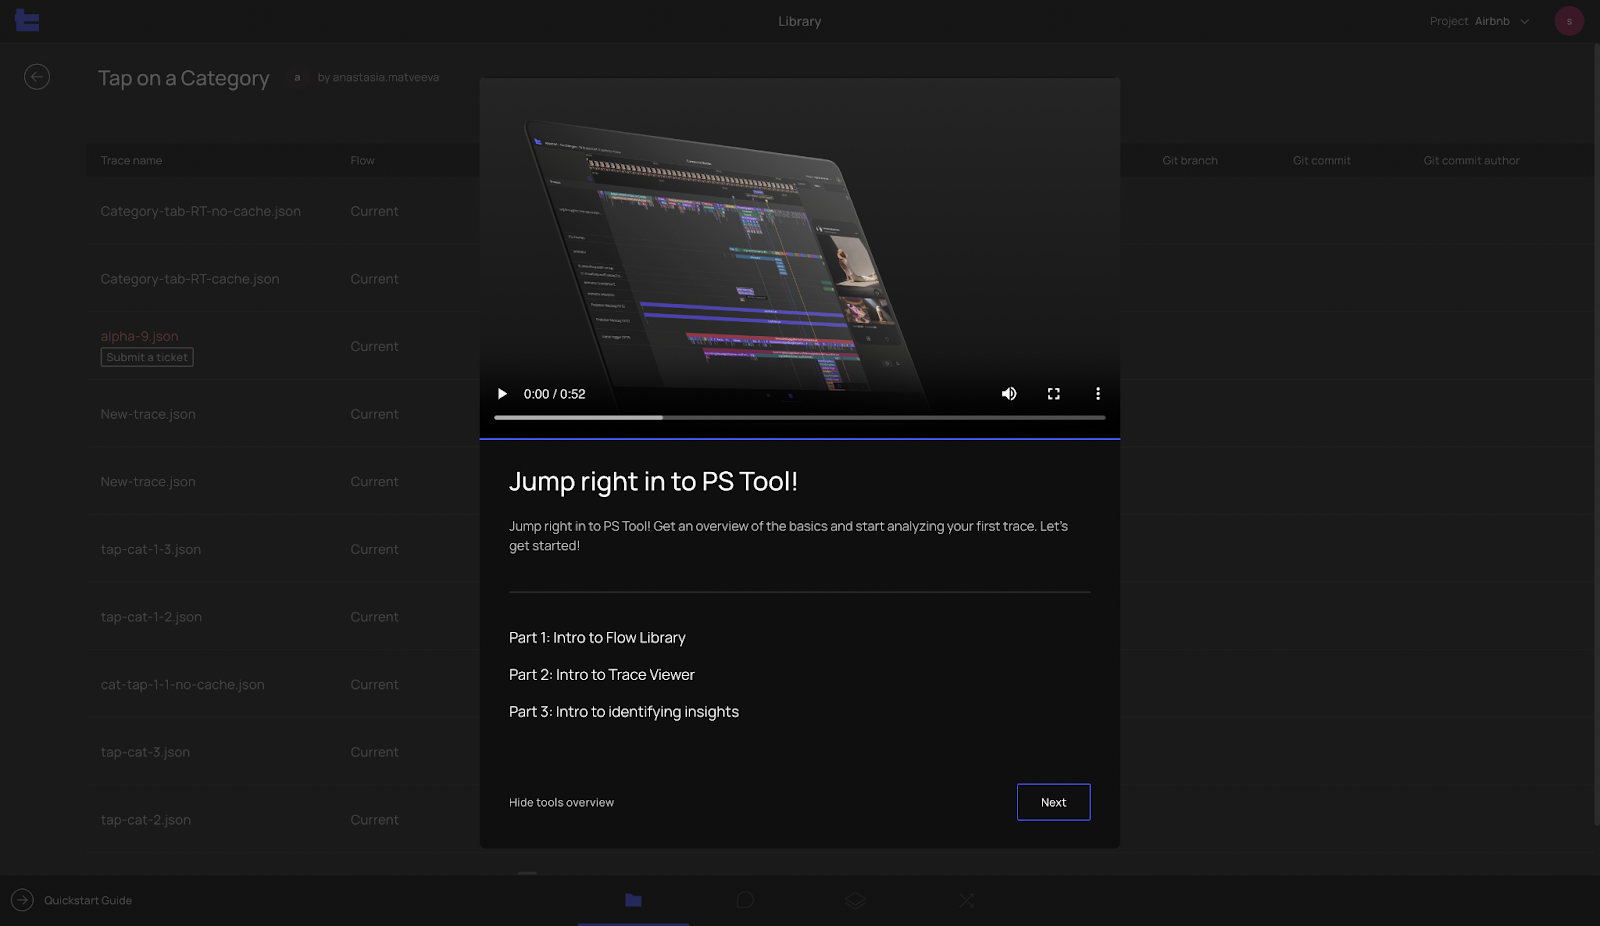 Library
Project Airbnb
s
Tap on a Category
a
by anastasia.matveeva
Trace name
Flow
Git branch
Git commit
Git commit author
Category-tab-RT-no-cache.json
Current
Category-tab-RT-cache.json
Current
alpha-9.json
Submit a ticket
Current
New-trace.json
Current
New-trace.json
Current
tap-cat-1-3.json
Current
tap-cat-1-2.json
Current
cat-tap-1-1-no-cache.json
Current
tap-cat-3.json
Current
tap-cat-2.json
Current
0:00 / 0:52
Jump right in to PS Tool!
Jump right in to PS Tool! Get an overview of the basics and start analyzing your first trace. Let's
get started!
Part 1: Intro to Flow Library
Part 2: Intro to Trace Viewer
Part 3: Intro to identifying insights
Hide tools overview
Next
Quickstart Guide